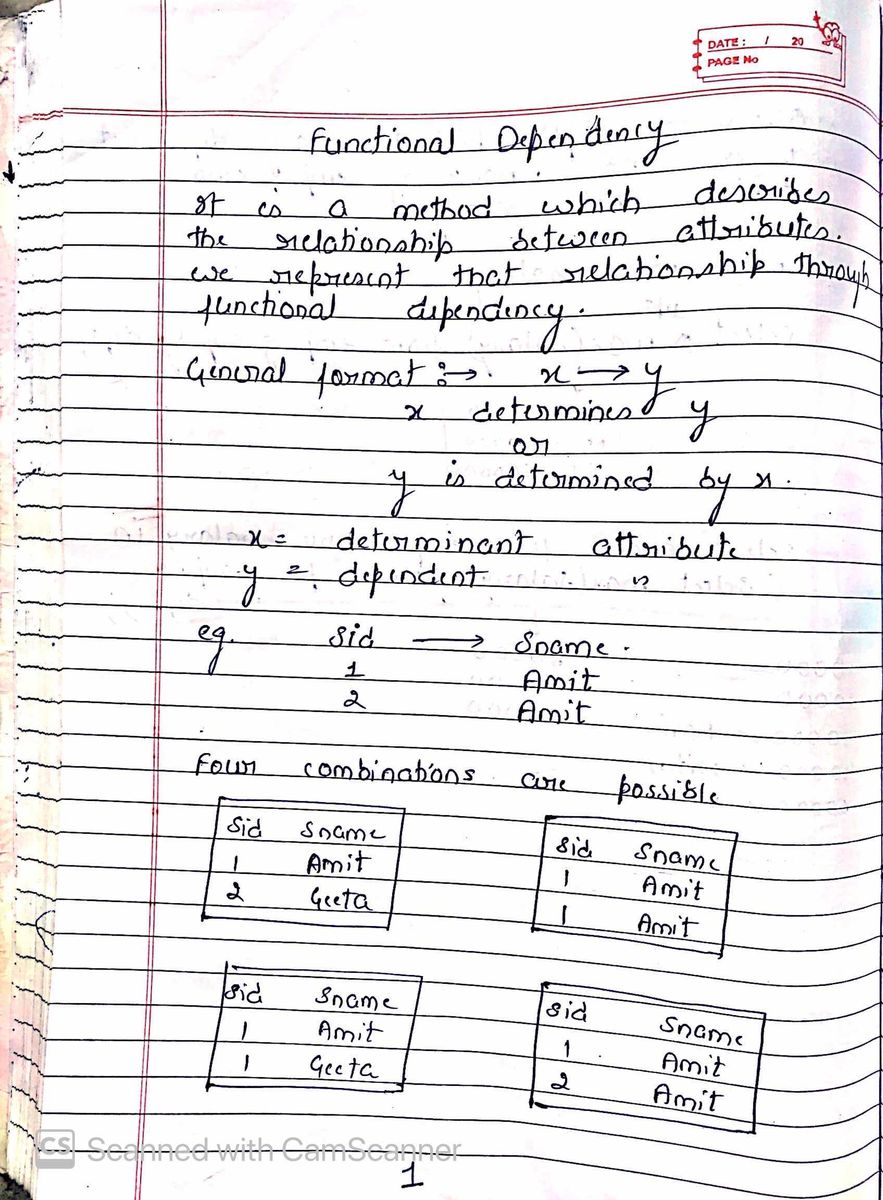 DATE: / 20
PAGE No
Functional Dependency
It is a method which describes
the relationship between attributes.
we represent that relationship through
functional dependency.
General format :→ x → y
x determines y
or
y is determined by x.
x = determinant attribute
y = dependent "
eg. Sid → Sname.
1 Amit
2 Amit
Four combinations are possible
Sid Sname
1 Amit
2 Geeta
Sid Sname
1 Amit
1 Amit
Sid Sname
1 Amit
1 Geeta
Sid Sname
1 Amit
2 Amit
CS Scanned with CamScanner
1